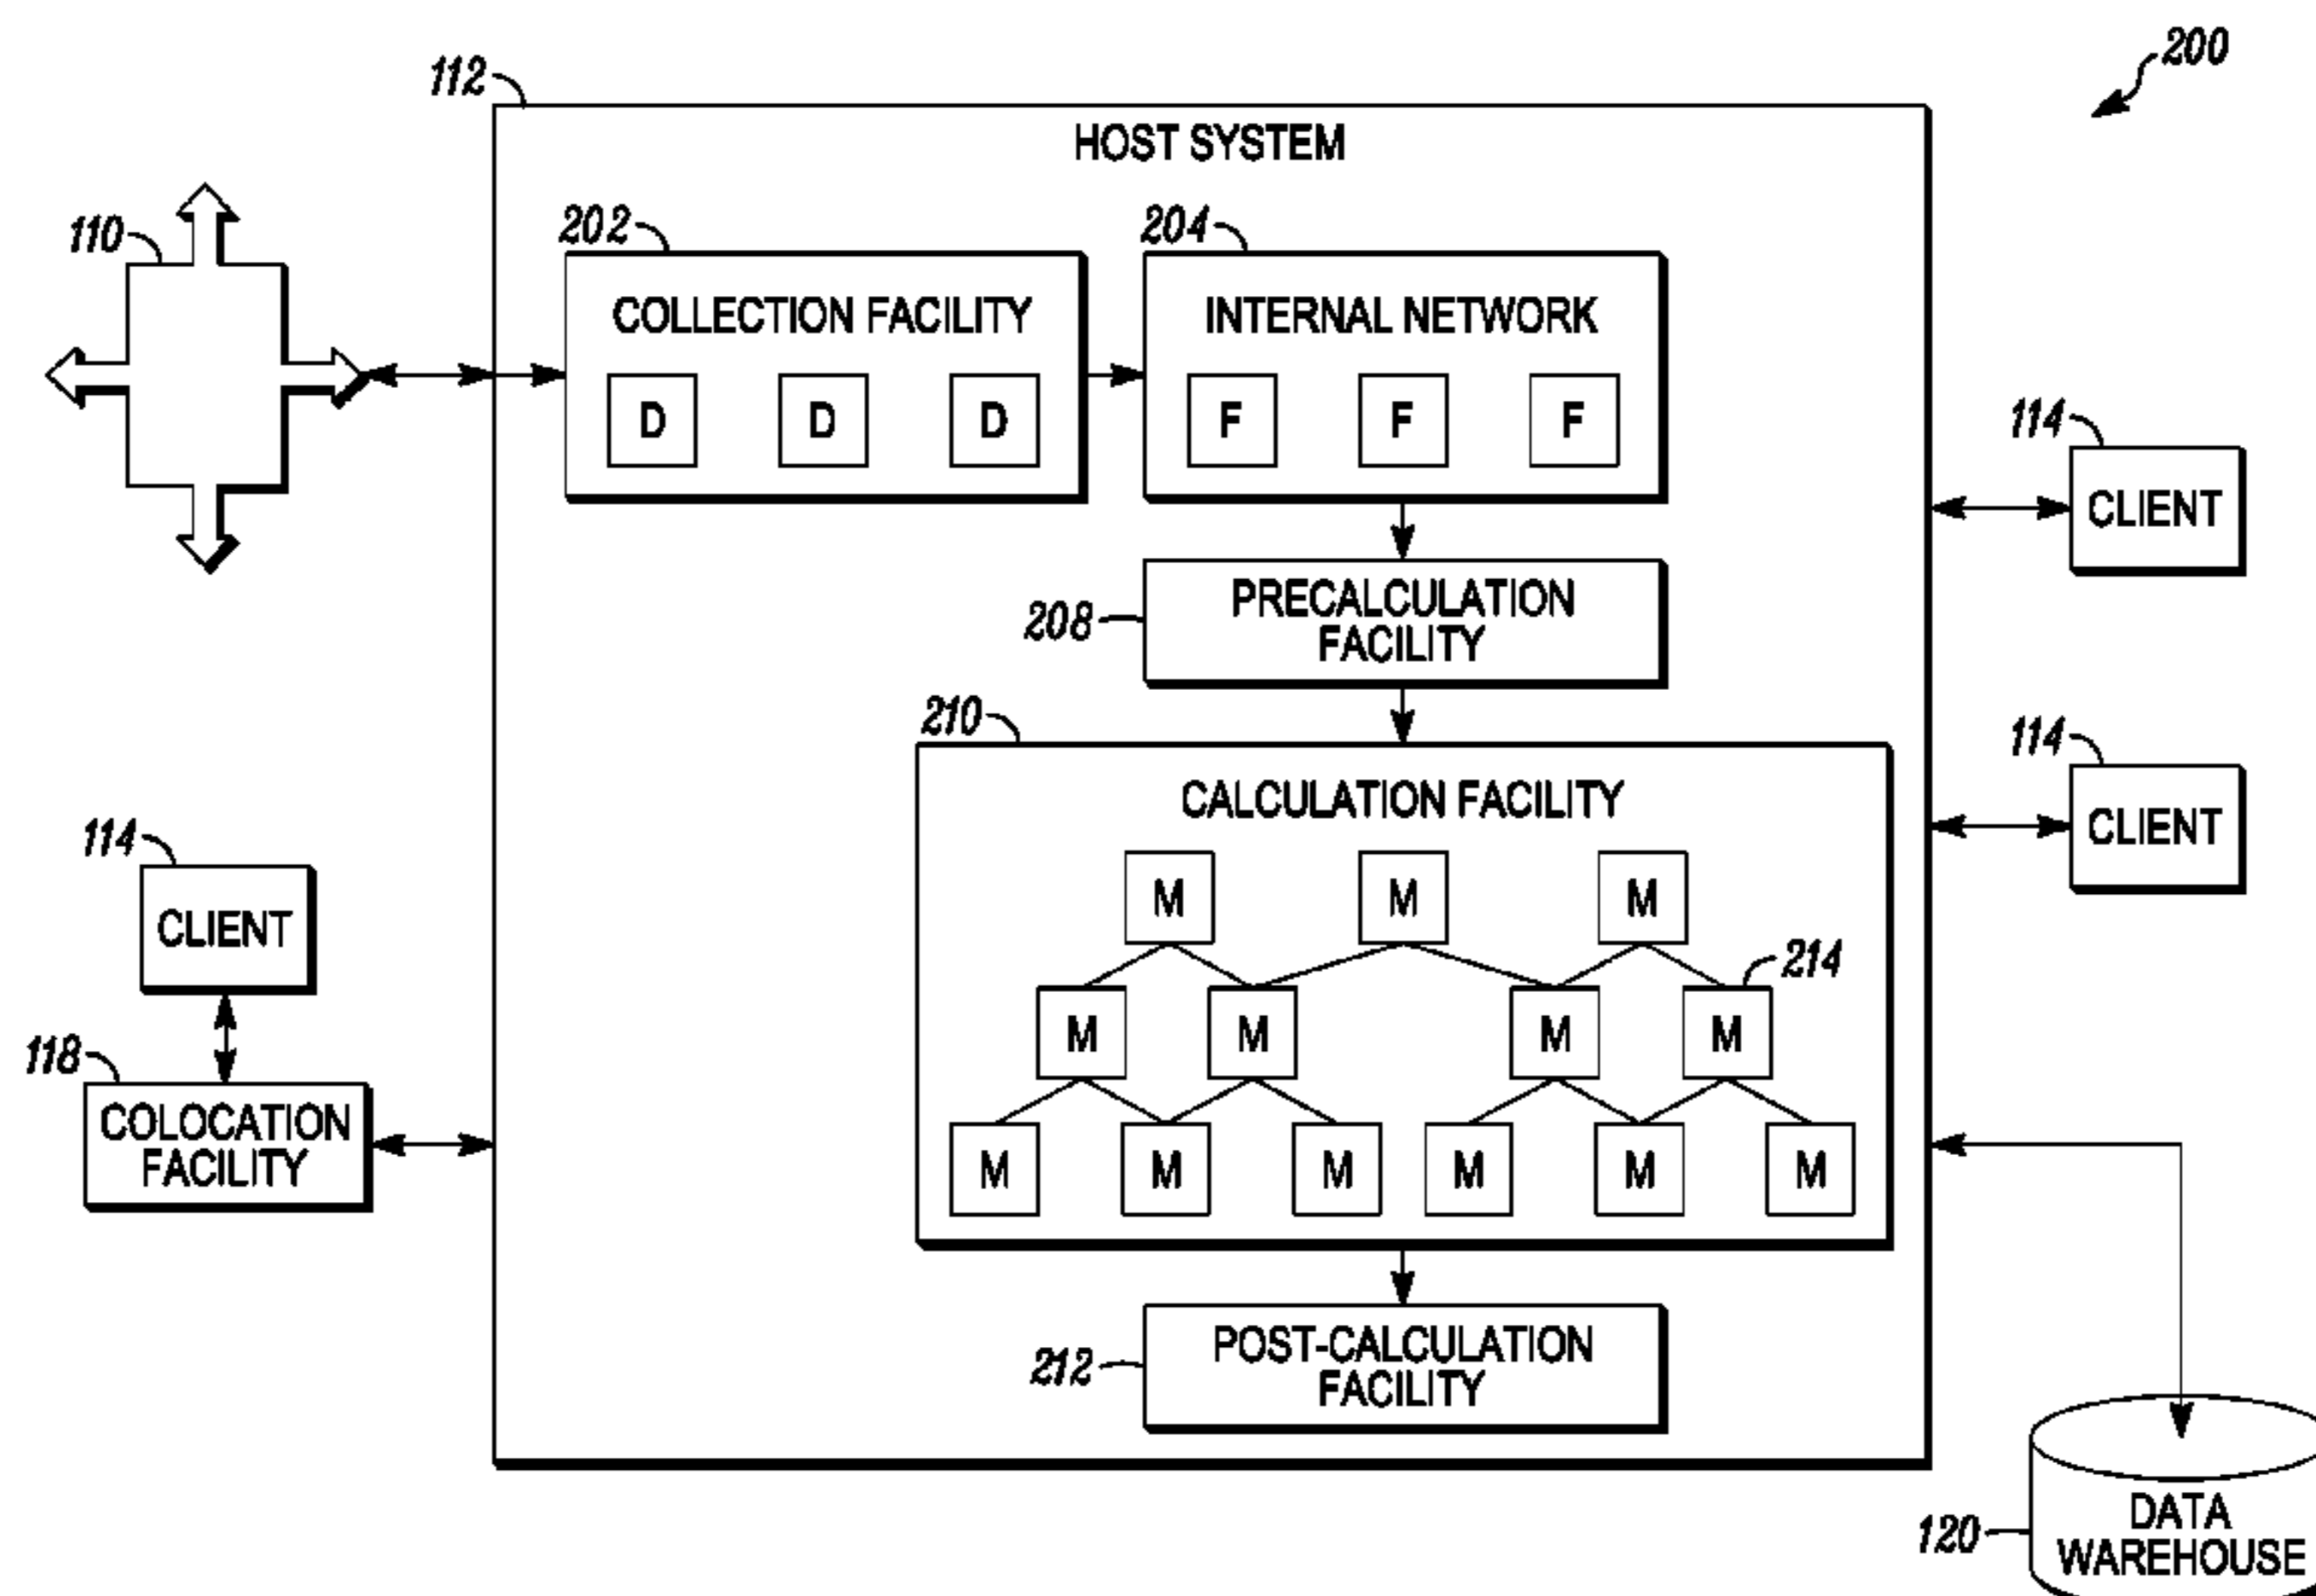 200
112
HOST SYSTEM
110
202
204
COLLECTION FACILITY
INTERNAL NETWORK
D D D
F F F
114
CLIENT
208
PRECALCULATION
FACILITY
210
CALCULATION FACILITY
114
CLIENT
114
CLIENT
M M M
214
M M M M
118
COLOCATION
FACILITY
M M M M M M
212
POST-CALCULATION
FACILITY
120
DATA
WAREHOUSE